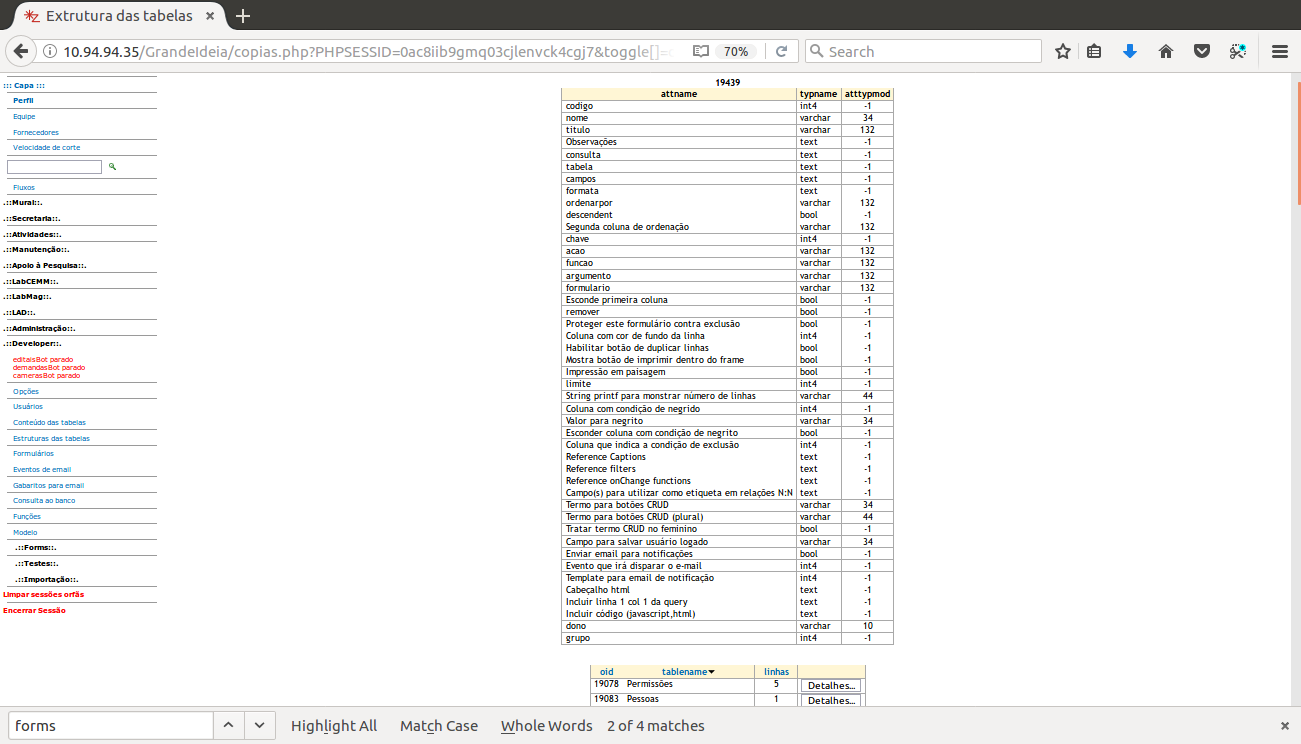 Extrutura das tabelas
10.94.94.35/GrandeIdeia/copias.php?PHPSESSID=0ac8iib9gmq03cjlenvck4cgj7&toggle[]=
70%
Search
::: Capa :::
Perfil
Equipe
Fornecedores
Velocidade de corte
Fluxos
.::Mural::.
.::Secretaria::.
.::Atividades::.
.::Manutenção::.
.::Apoio à Pesquisa::.
.::LabCEMM::.
.::LabMag::.
.::LAD::.
.::Administração::.
.::Developer::.
editaisBot parado
demandasBot parado
camerasBot parado
Opções
Usuários
Conteúdo das tabelas
Estruturas das tabelas
Formulários
Eventos de email
Gabaritos para email
Consulta ao banco
Funções
Modelo
.::Forms::.
.::Testes::.
.::Importação::.
Limpar sessões orfãs
Encerrar Sessão
19439
attname typname atttypmod
codigo int4 -1
nome varchar 34
titulo varchar 132
Observações text -1
consulta text -1
tabela text -1
campos text -1
formata text -1
ordenarpor varchar 132
descendent bool -1
Segunda coluna de ordenação varchar 132
chave int4 -1
acao varchar 132
funcao varchar 132
argumento varchar 132
formulario varchar 132
Esconde primeira coluna bool -1
remover bool -1
Proteger este formulário contra exclusão bool -1
Coluna com cor de fundo da linha int4 -1
Habilitar botão de duplicar linhas bool -1
Mostra botão de imprimir dentro do frame bool -1
Impressão em paisagem bool -1
limite int4 -1
String printf para monstrar número de linhas varchar 44
Coluna com condição de negrido int4 -1
Valor para negrito varchar 34
Esconder coluna com condição de negrito bool -1
Coluna que indica a condição de exclusão int4 -1
Reference Captions text -1
Reference filters text -1
Reference onChange functions text -1
Campo(s) para utilizar como etiqueta em relações N:N text -1
Termo para botões CRUD varchar 34
Termo para botões CRUD (plural) varchar 44
Tratar termo CRUD no feminino bool -1
Campo para salvar usuário logado varchar 34
Enviar email para notificações bool -1
Evento que irá disparar o e-mail int4 -1
Template para email de notificação int4 -1
Cabeçalho html text -1
Incluir linha 1 col 1 da query text -1
Incluir código (javascript,html) text -1
dono varchar 10
grupo int4 -1
oid tablename linhas
19078 Permissões 5 Detalhes...
19083 Pessoas 1 Detalhes...
forms Highlight All Match Case Whole Words 2 of 4 matches